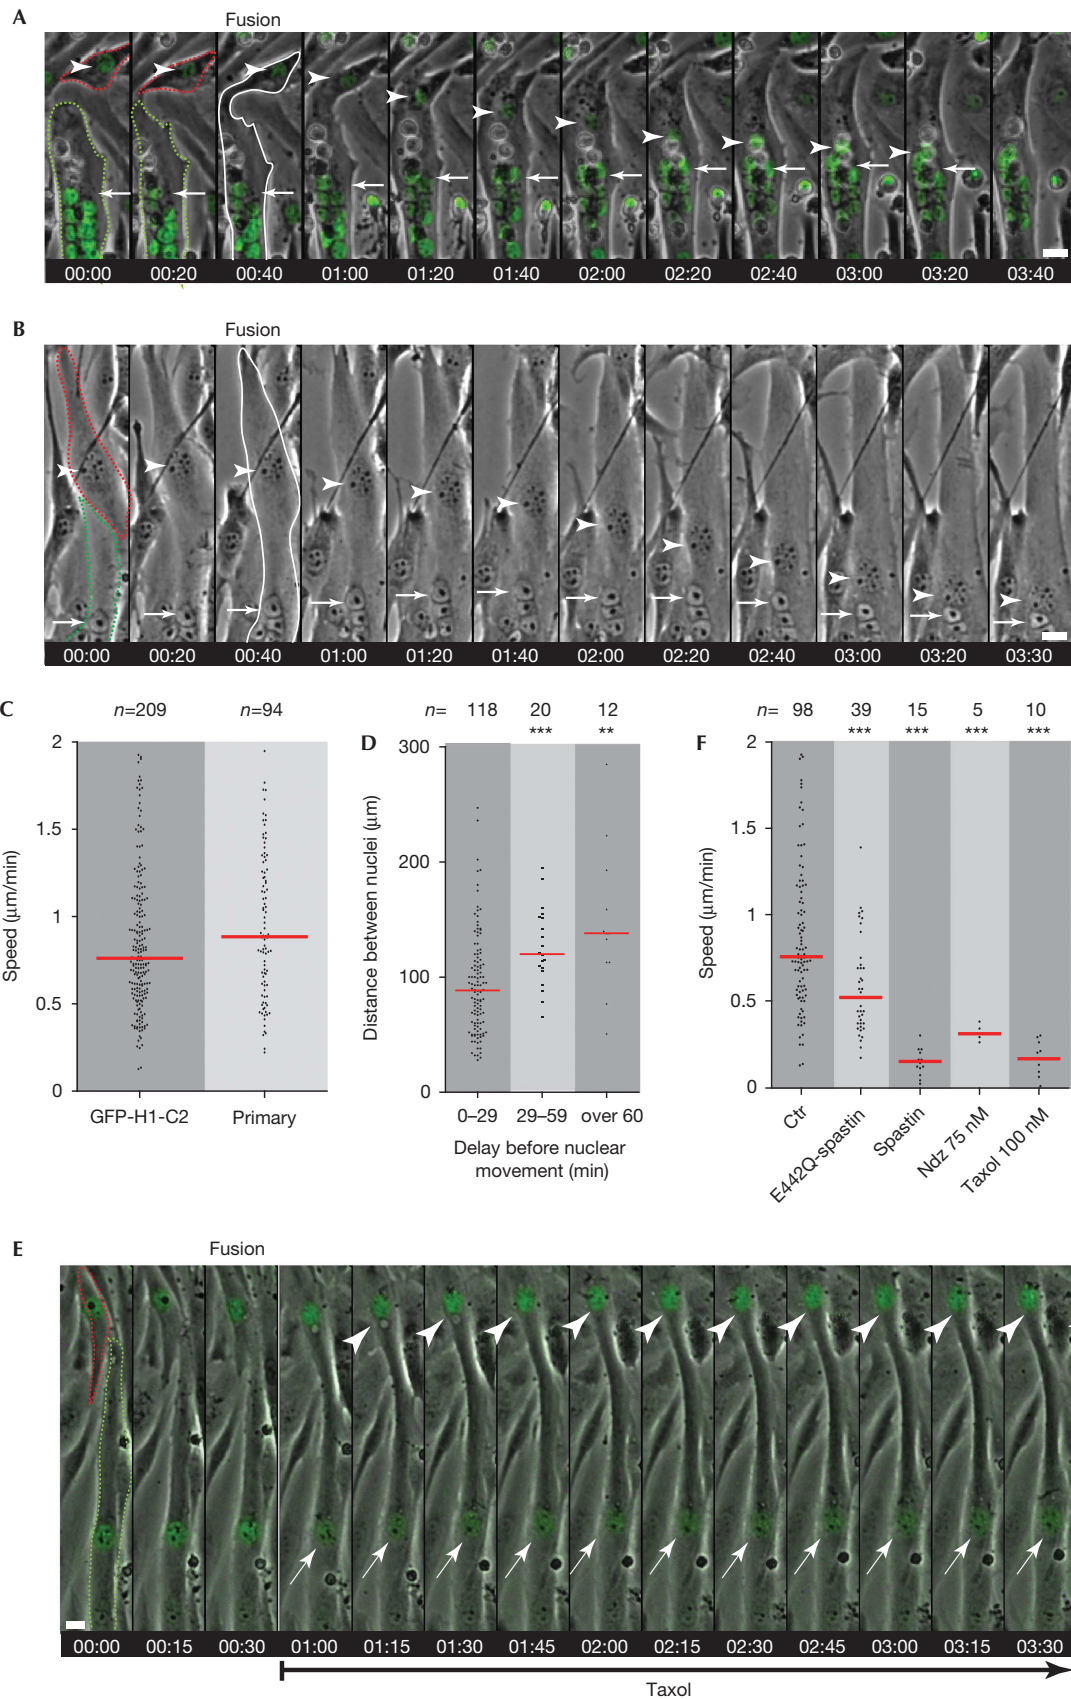 A
Fusion
00:00 00:20 00:40 01:00 01:20 01:40 02:00 02:20 02:40 03:00 03:20 03:40
B
Fusion
00:00 00:20 00:40 01:00 01:20 01:40 02:00 02:20 02:40 03:00 03:20 03:30
C
n=209 n=94
Speed (μm/min)
2
1.5
1
0.5
0
GFP-H1-C2 Primary
D
n= 118 20 12
*** **
Distance between nuclei (μm)
300
200
100
0
0–29 29–59 over 60
Delay before nuclear
movement (min)
F
n= 98 39 15 5 10
*** *** *** ***
Speed (μm/min)
2
1.5
1
0.5
0
Ctr
E442Q-spastin
Spastin
Ndz 75 nM
Taxol 100 nM
E
Fusion
00:00 00:15 00:30 01:00 01:15 01:30 01:45 02:00 02:15 02:30 02:45 03:00 03:15 03:30
Taxol